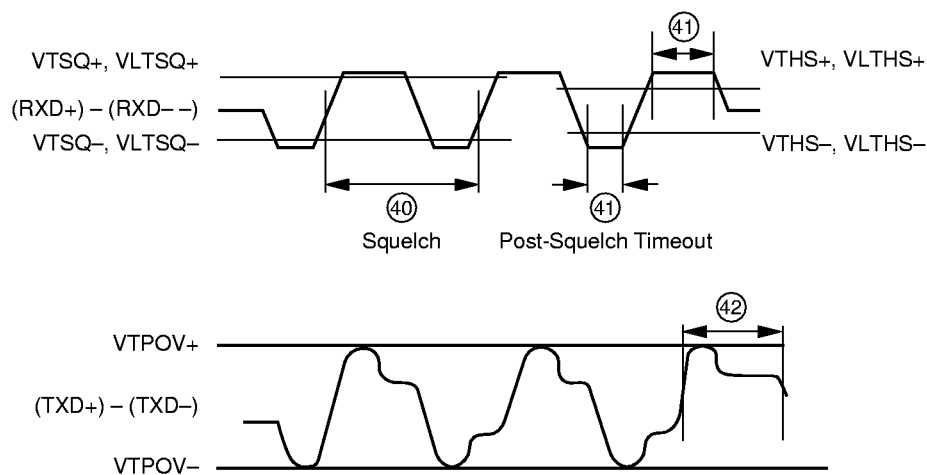 41
VTSQ+, VLTSQ+
VTHS+, VLTHS+
(RXD+) – (RXD– –)
VTSQ–, VLTSQ–
VTHS–, VLTHS–
40
41
Squelch
Post-Squelch Timeout
42
VTPOV+
(TXD+) – (TXD–)
VTPOV–